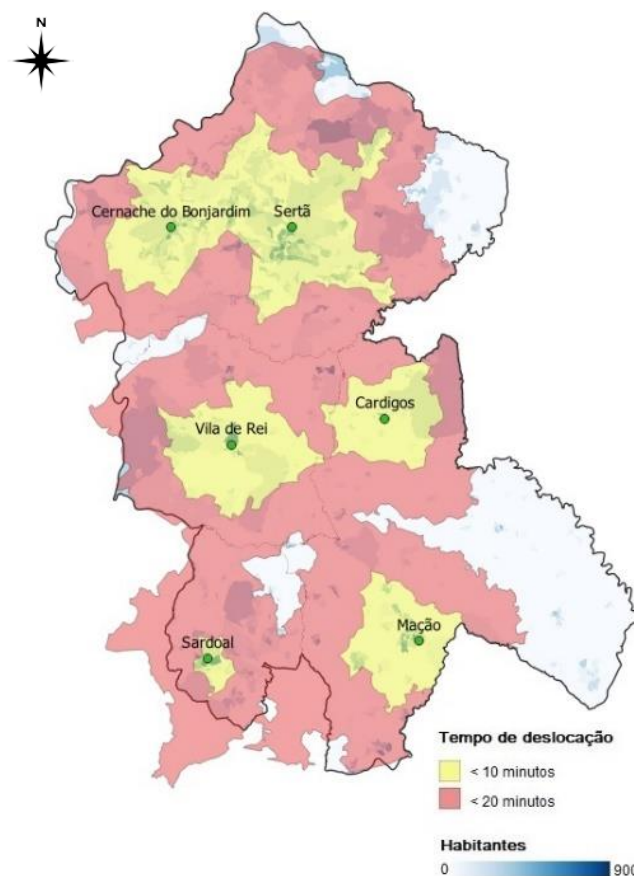 N
Cernache do Bonjardim
Sertã
Cardigos
Vila de Rei
Mação
Sardoal
Tempo de deslocação
< 10 minutos
< 20 minutos
Habitantes
0 900